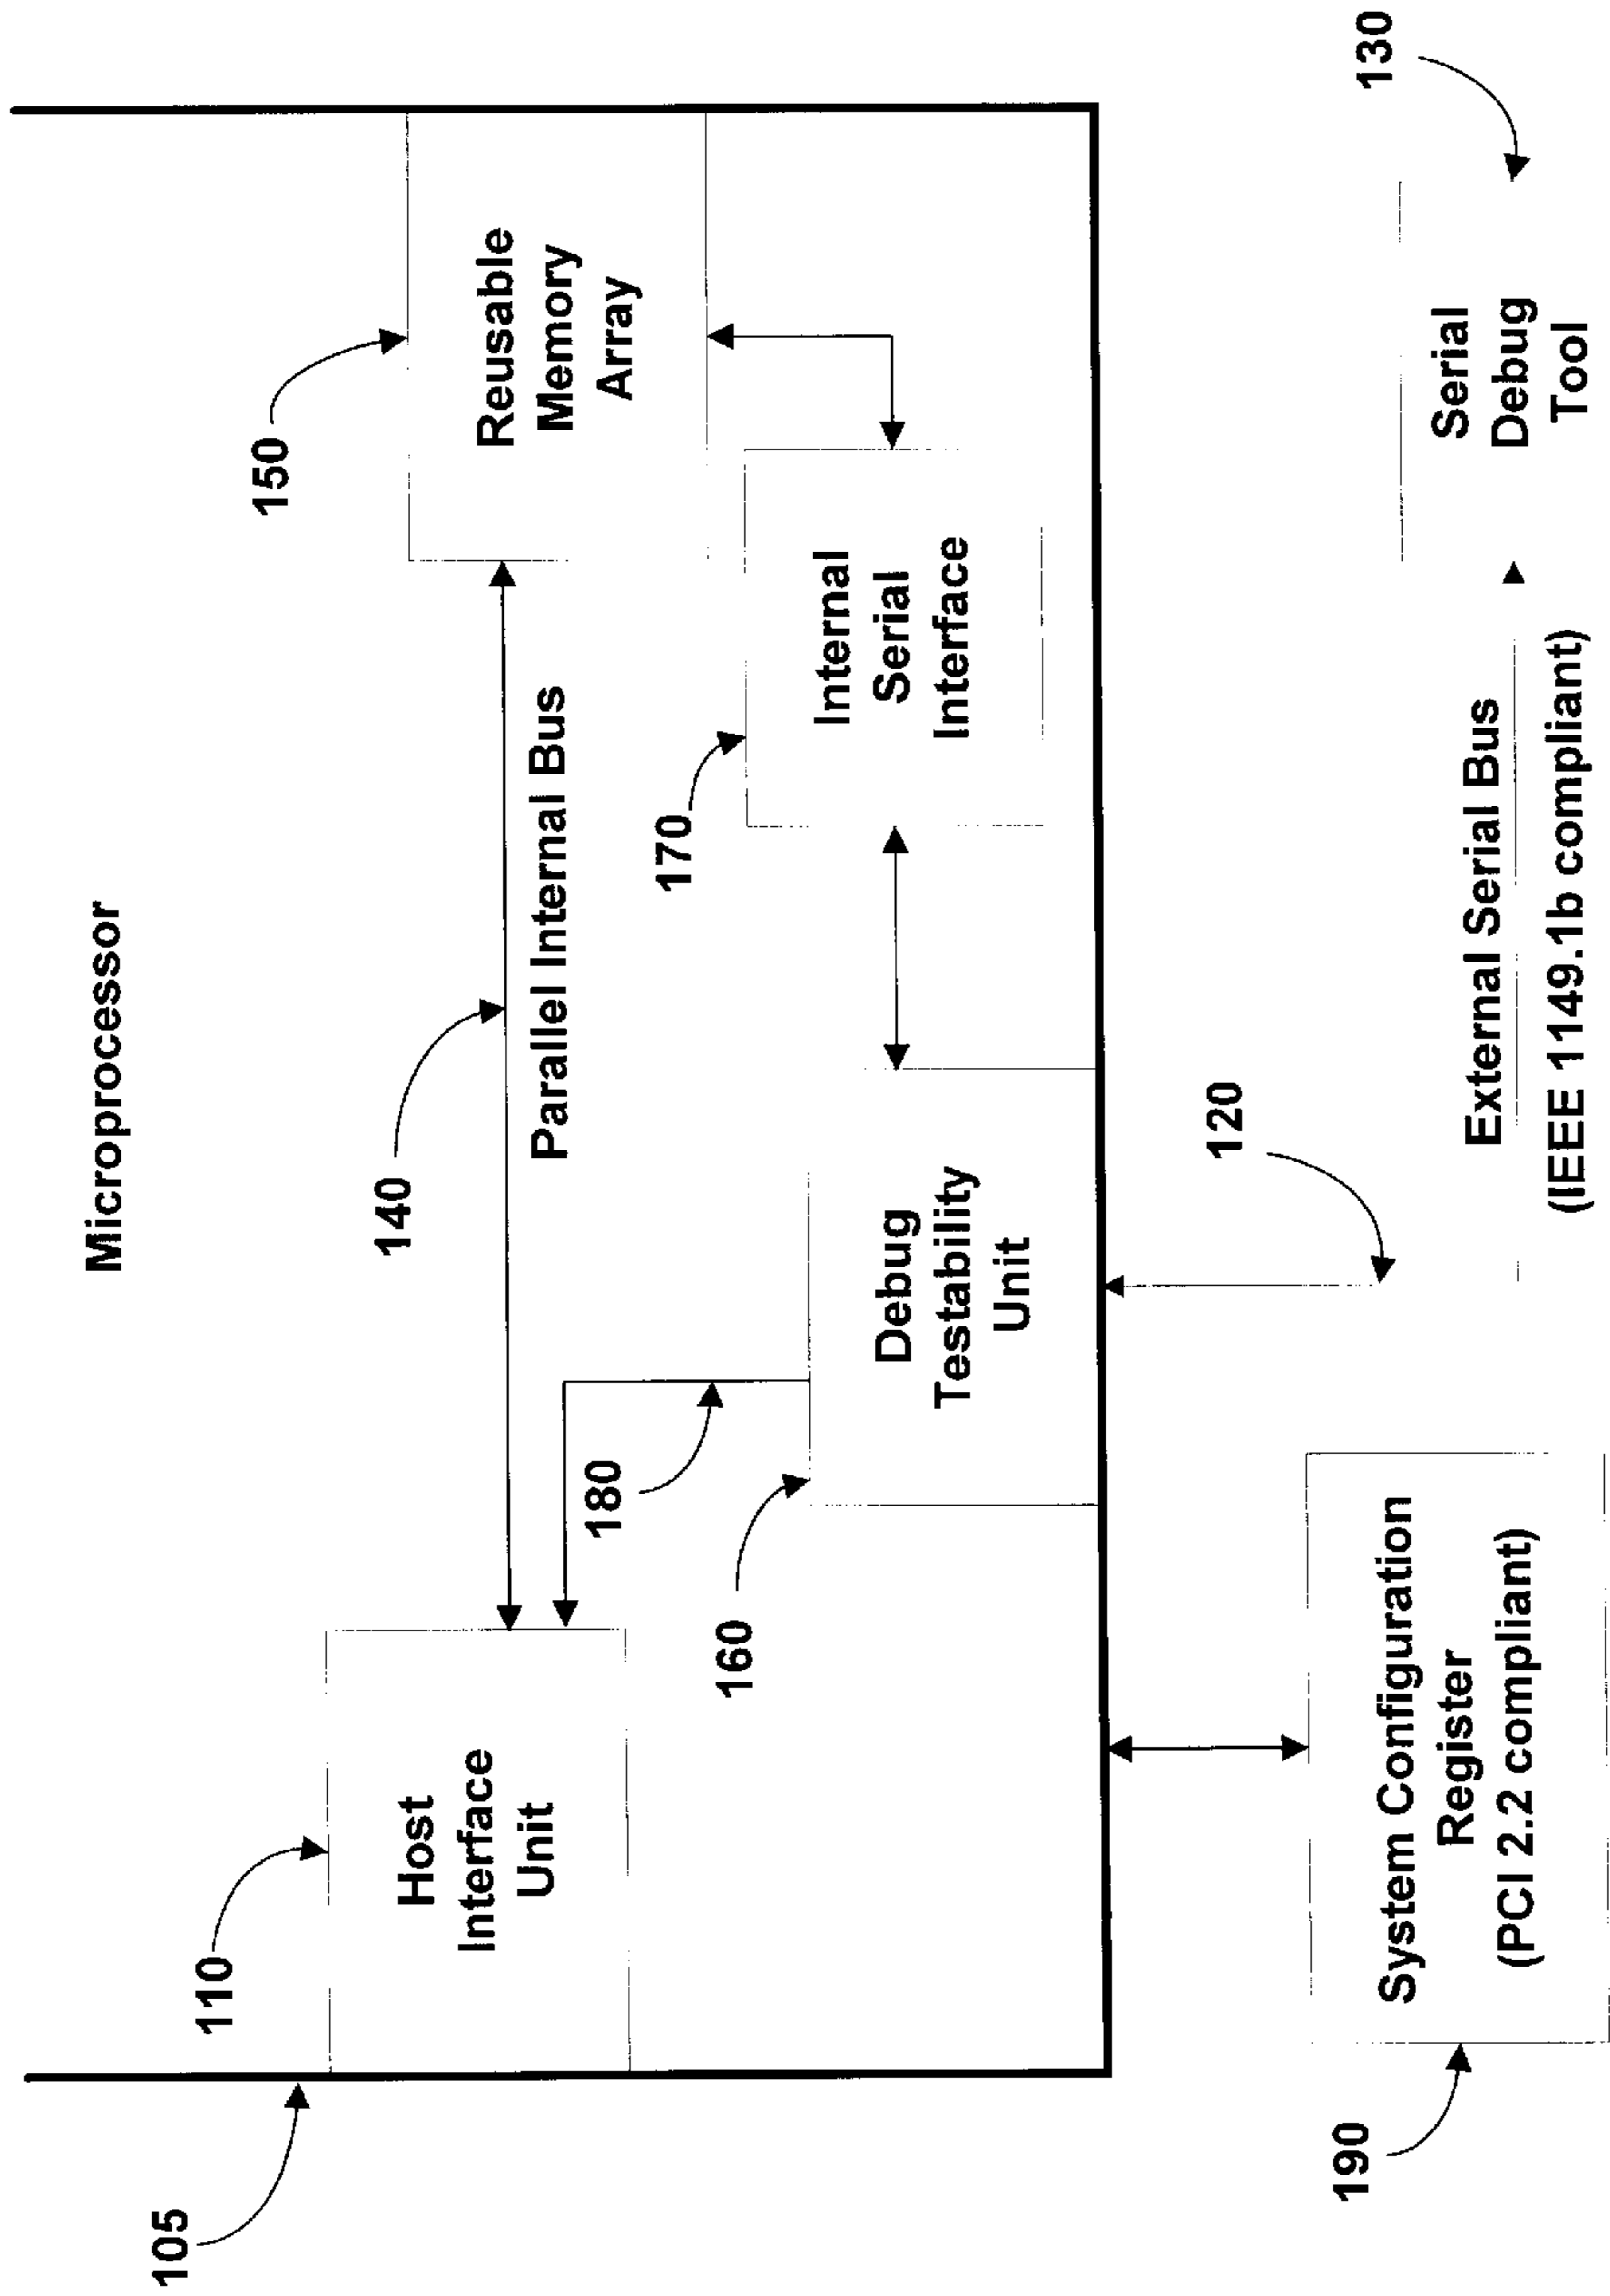 Microprocessor
105
110
Host
Interface
Unit
140
Parallel Internal Bus
150
Reusable
Memory
Array
180
160
Debug
Testability
Unit
170
Internal
Serial
Interface
190
System Configuration
Register
(PCI 2.2 compliant)
120
External Serial Bus
(IEEE 1149.1b compliant)
130
Serial
Debug
Tool